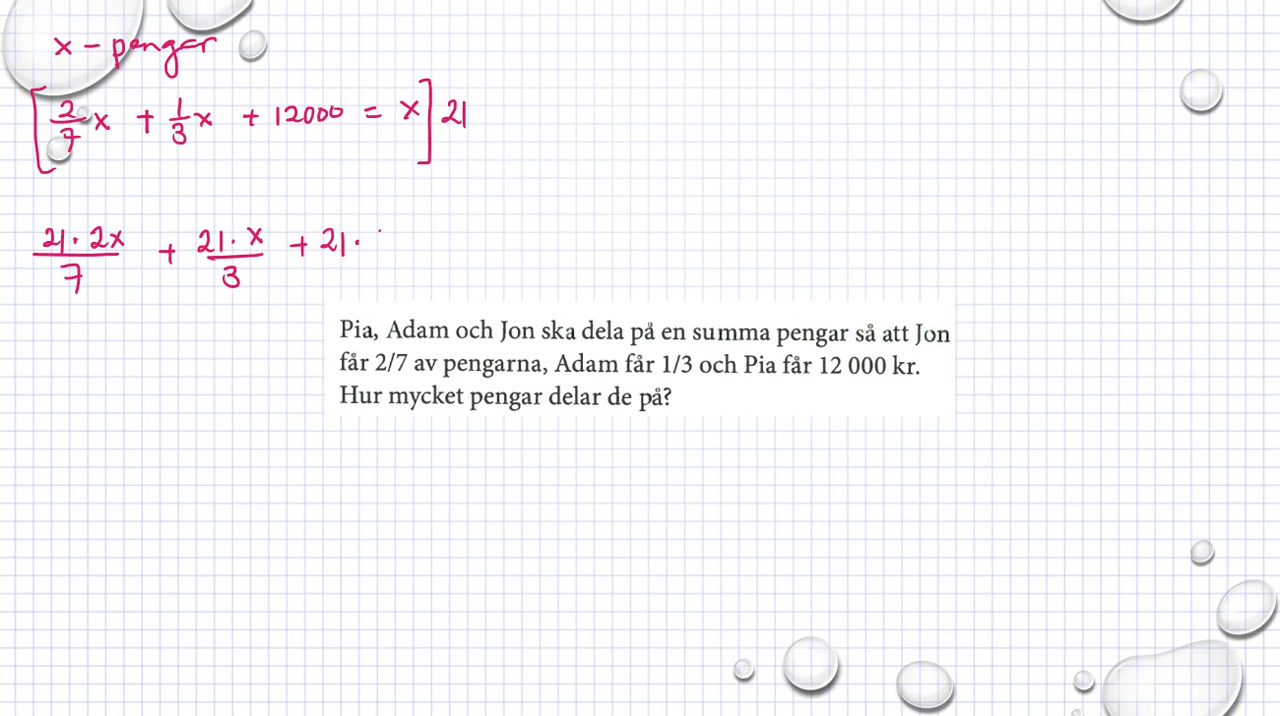 x - pengar
[2/7 x + 1/3 x + 12000 = x] 21
21·2x/7 + 21·x/3 + 21·
Pia, Adam och Jon ska dela på en summa pengar så att Jon
får 2/7 av pengarna, Adam får 1/3 och Pia får 12 000 kr.
Hur mycket pengar delar de på?